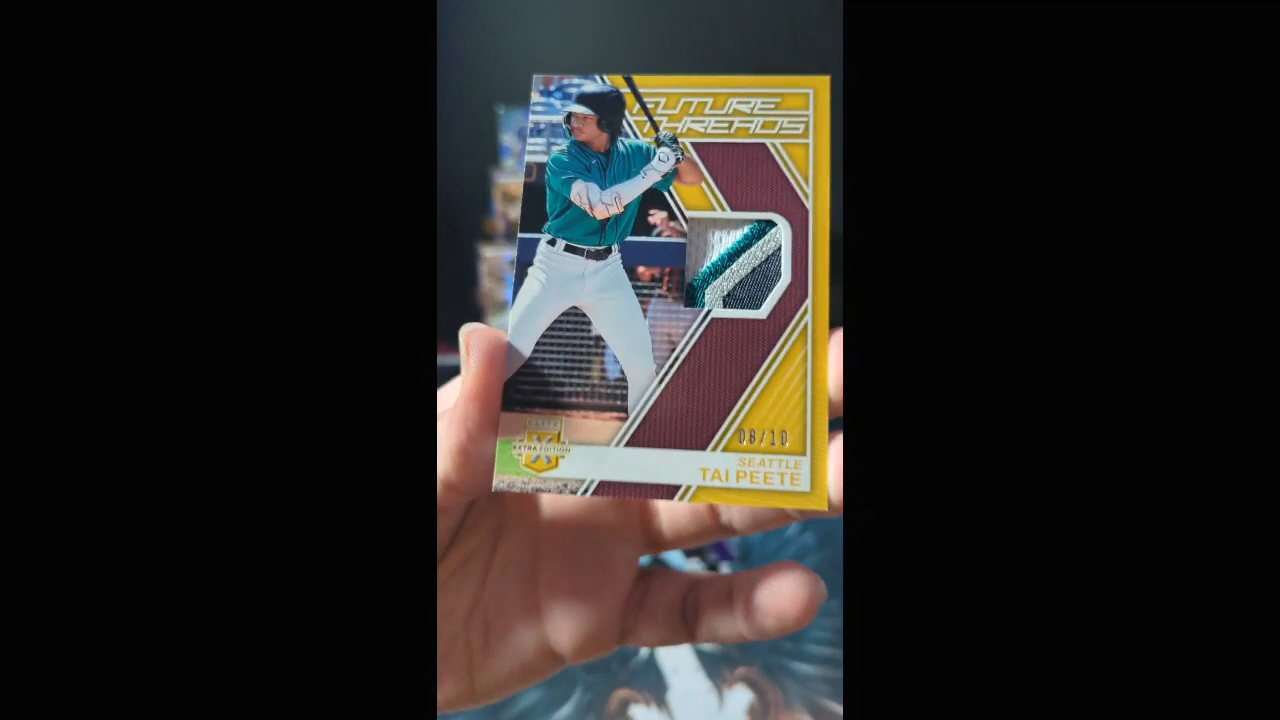 FUTURE
THREADS
08/10
ELITE
EXTRA EDITION
SEATTLE
TAI PEETE